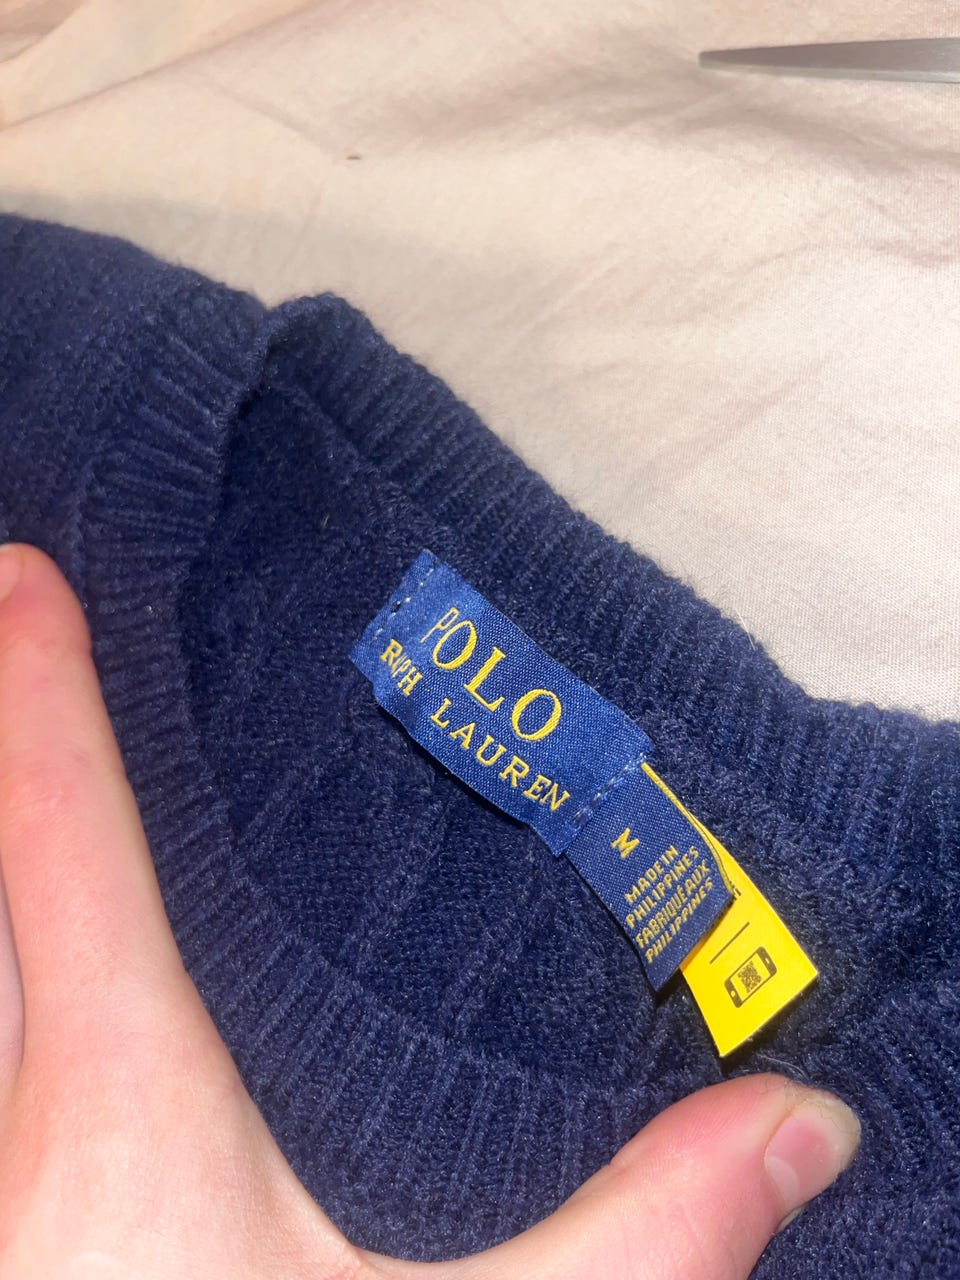 POLO
RALPH LAUREN
M
MADE IN
PHILIPPINES
FABRIQUÉ AUX
PHILIPPINES